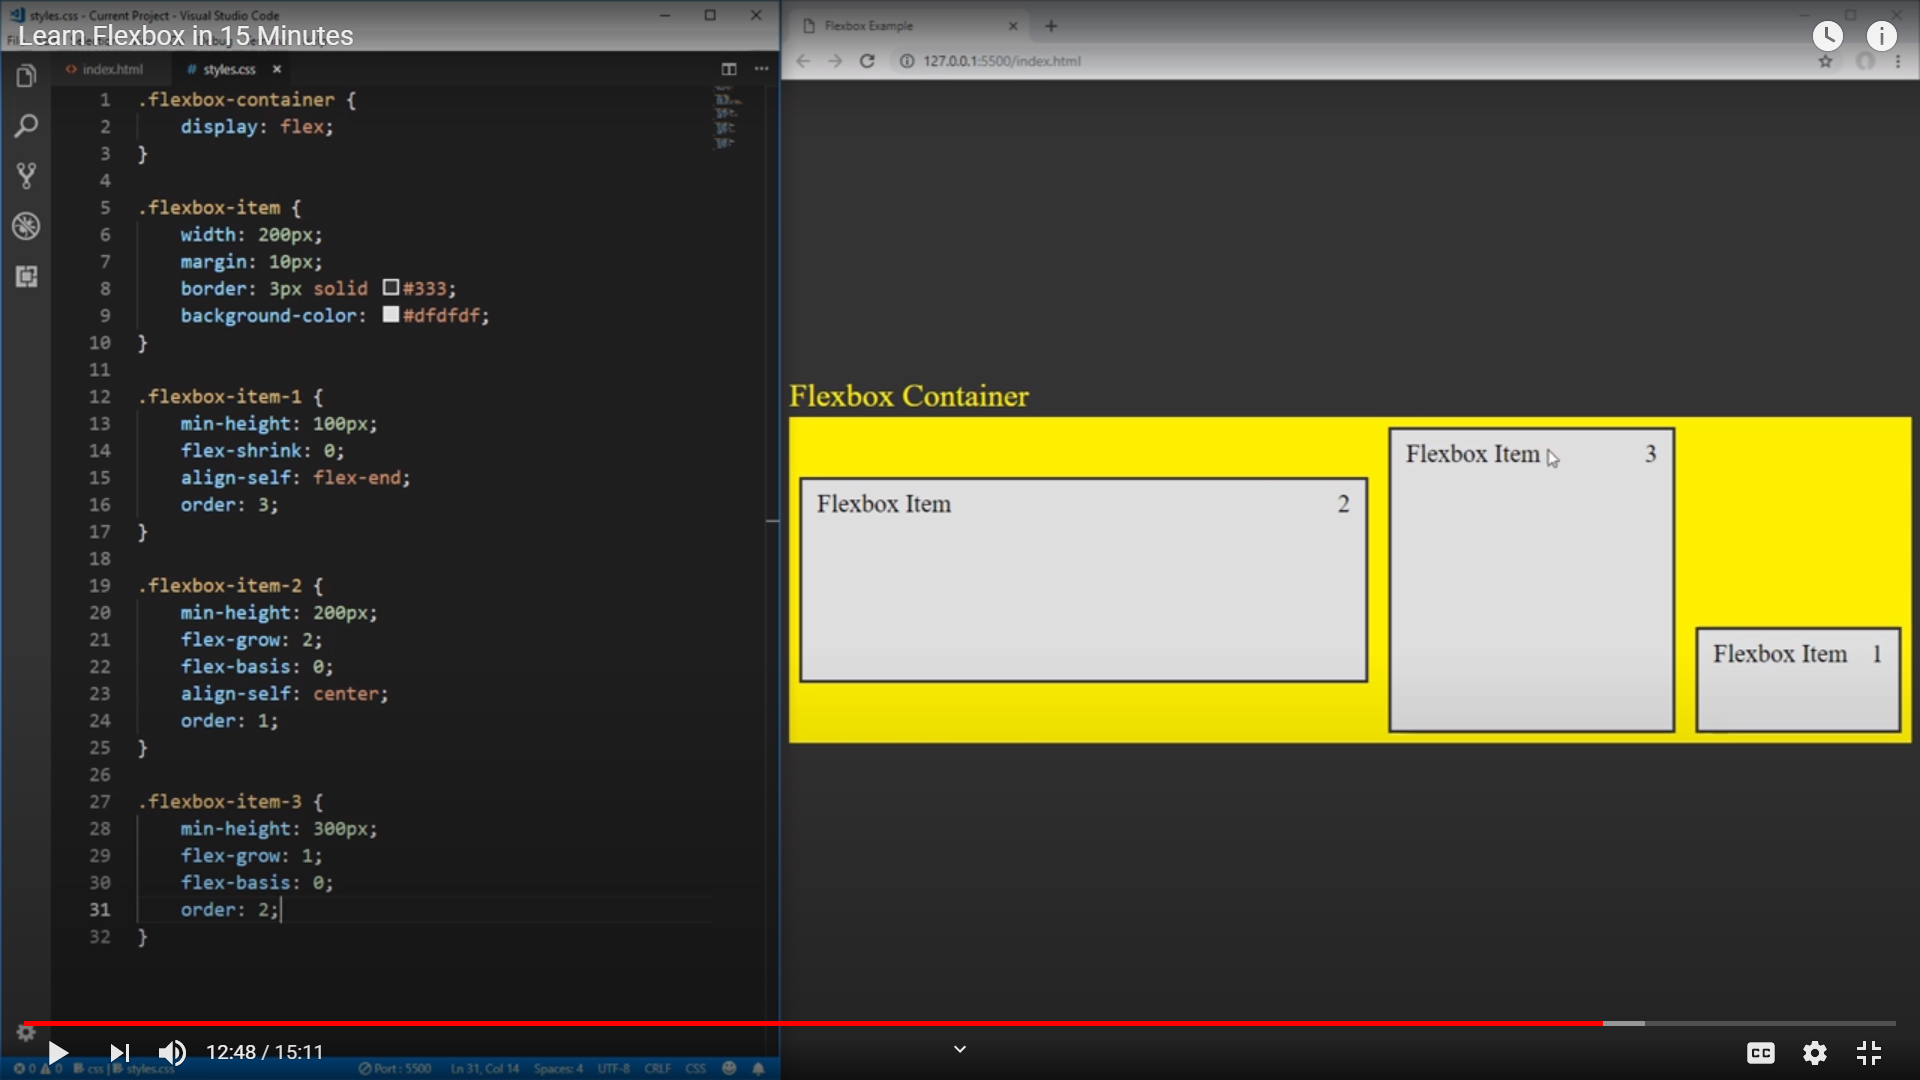 styles.css - Current Project - Visual Studio Code
Learn Flexbox in 15 Minutes
index.html
# styles.css
1 .flexbox-container {
2 display: flex;
3 }
4
5 .flexbox-item {
6 width: 200px;
7 margin: 10px;
8 border: 3px solid #333;
9 background-color: #dfdfdf;
10 }
11
12 .flexbox-item-1 {
13 min-height: 100px;
14 flex-shrink: 0;
15 align-self: flex-end;
16 order: 3;
17 }
18
19 .flexbox-item-2 {
20 min-height: 200px;
21 flex-grow: 2;
22 flex-basis: 0;
23 align-self: center;
24 order: 1;
25 }
26
27 .flexbox-item-3 {
28 min-height: 300px;
29 flex-grow: 1;
30 flex-basis: 0;
31 order: 2;
32 }
Flexbox Example
127.0.0.1:5500/index.html
Flexbox Container
Flexbox Item 2
Flexbox Item 3
Flexbox Item 1
12:48 / 15:11
CC
0 0 css | styles.css Port : 5500 Ln 31, Col 14 Spaces: 4 UTF-8 CRLF CSS